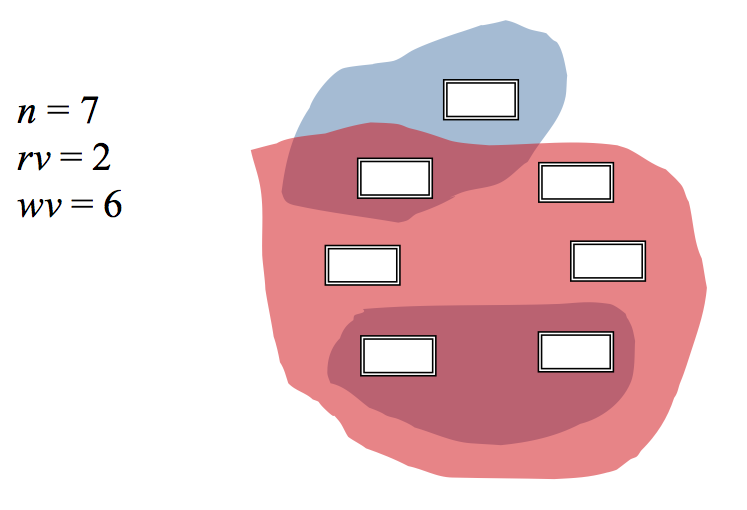 n = 7
rv = 2
wv = 6